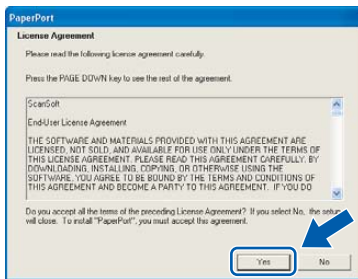 PaperPort
License Agreement
Please read the following license agreement carefully.
Press the PAGE DOWN key to see the rest of the agreement.
ScanSoft
End-User License Agreement
THE SOFTWARE AND MATERIALS PROVIDED WITH THIS AGREEMENT ARE
LICENSED, NOT SOLD, AND AVAILABLE FOR USE ONLY UNDER THE TERMS OF
THIS LICENSE AGREEMENT. PLEASE READ THIS AGREEMENT CAREFULLY. BY
DOWNLOADING, INSTALLING, COPYING, OR OTHERWISE USING THE
SOFTWARE, YOU AGREE TO BE BOUND BY THE TERMS AND CONDITIONS OF
THIS AGREEMENT AND BECOME A PARTY TO THIS AGREEMENT. IF YOU DO
Do you accept all the terms of the preceding License Agreement? If you select No, the setup
will close. To install "PaperPort", you must accept this agreement.
Yes
No